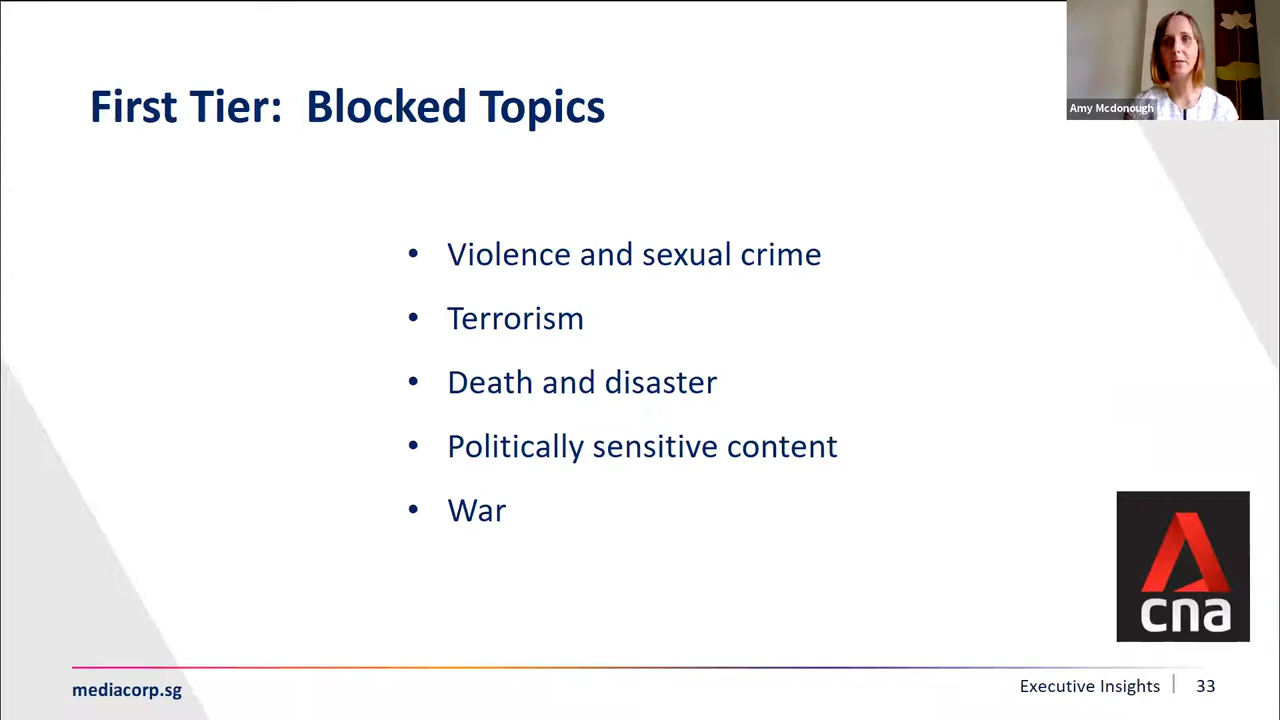 First Tier: Blocked Topics
Amy Mcdonough
• Violence and sexual crime
• Terrorism
• Death and disaster
• Politically sensitive content
• War
cna
mediacorp.sg
Executive Insights | 33